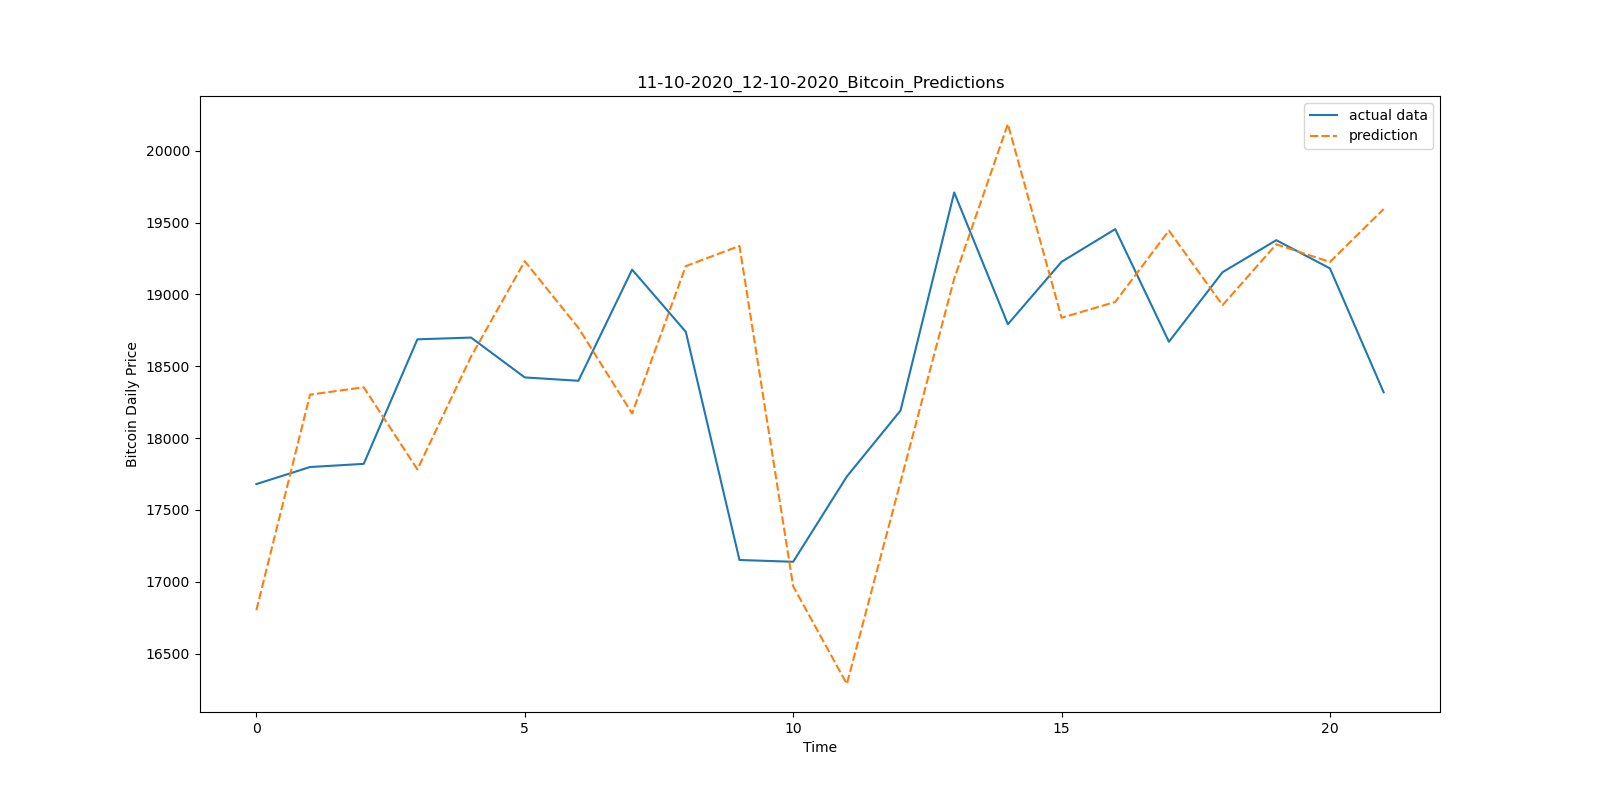 11-10-2020_12-10-2020_Bitcoin_Predictions
actual data
prediction
20000
19500
19000
18500
18000
17500
17000
16500
Bitcoin Daily Price
0 5 10 15 20
Time